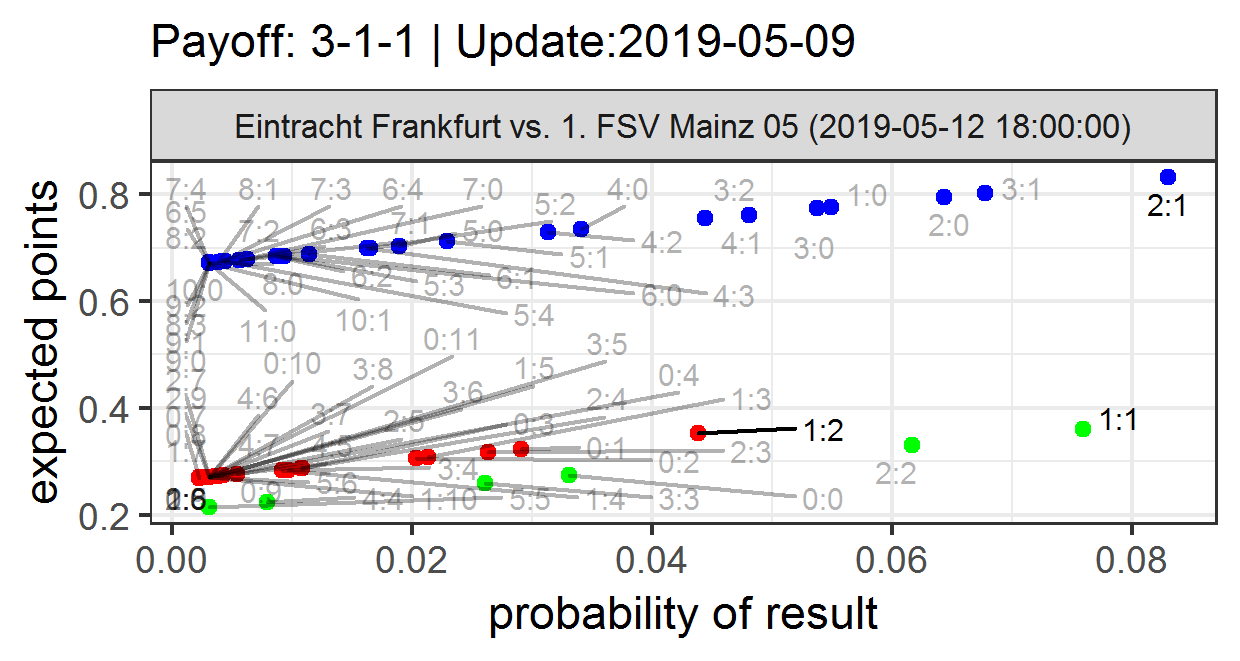 Payoff: 3-1-1 | Update:2019-05-09
Eintracht Frankfurt vs. 1. FSV Mainz 05 (2019-05-12 18:00:00)
expected points
0.8
0.6
0.4
0.2
7:4 8:1 7:3 6:4 7:0 4:0 3:2 1:0 3:1
6:5 5:2 2:1
7:2 6:3 7:1 5:0 4:2 4:1 3:0 2:0
5:1
6:2 5:3 6:1
8:0 6:0 4:3
11:0 10:1 5:4
0:11 3:5
0:10 3:8 1:5 0:4
4:6 3:6 2:4 1:3
3:7 2:5 0:3 1:2 1:1
4:7 4:5 0:1
3:4 0:2 2:3 2:2
0:9 5:6 4:4 1:10 5:5 1:4 3:3 0:0
0.00 0.02 0.04 0.06 0.08
probability of result